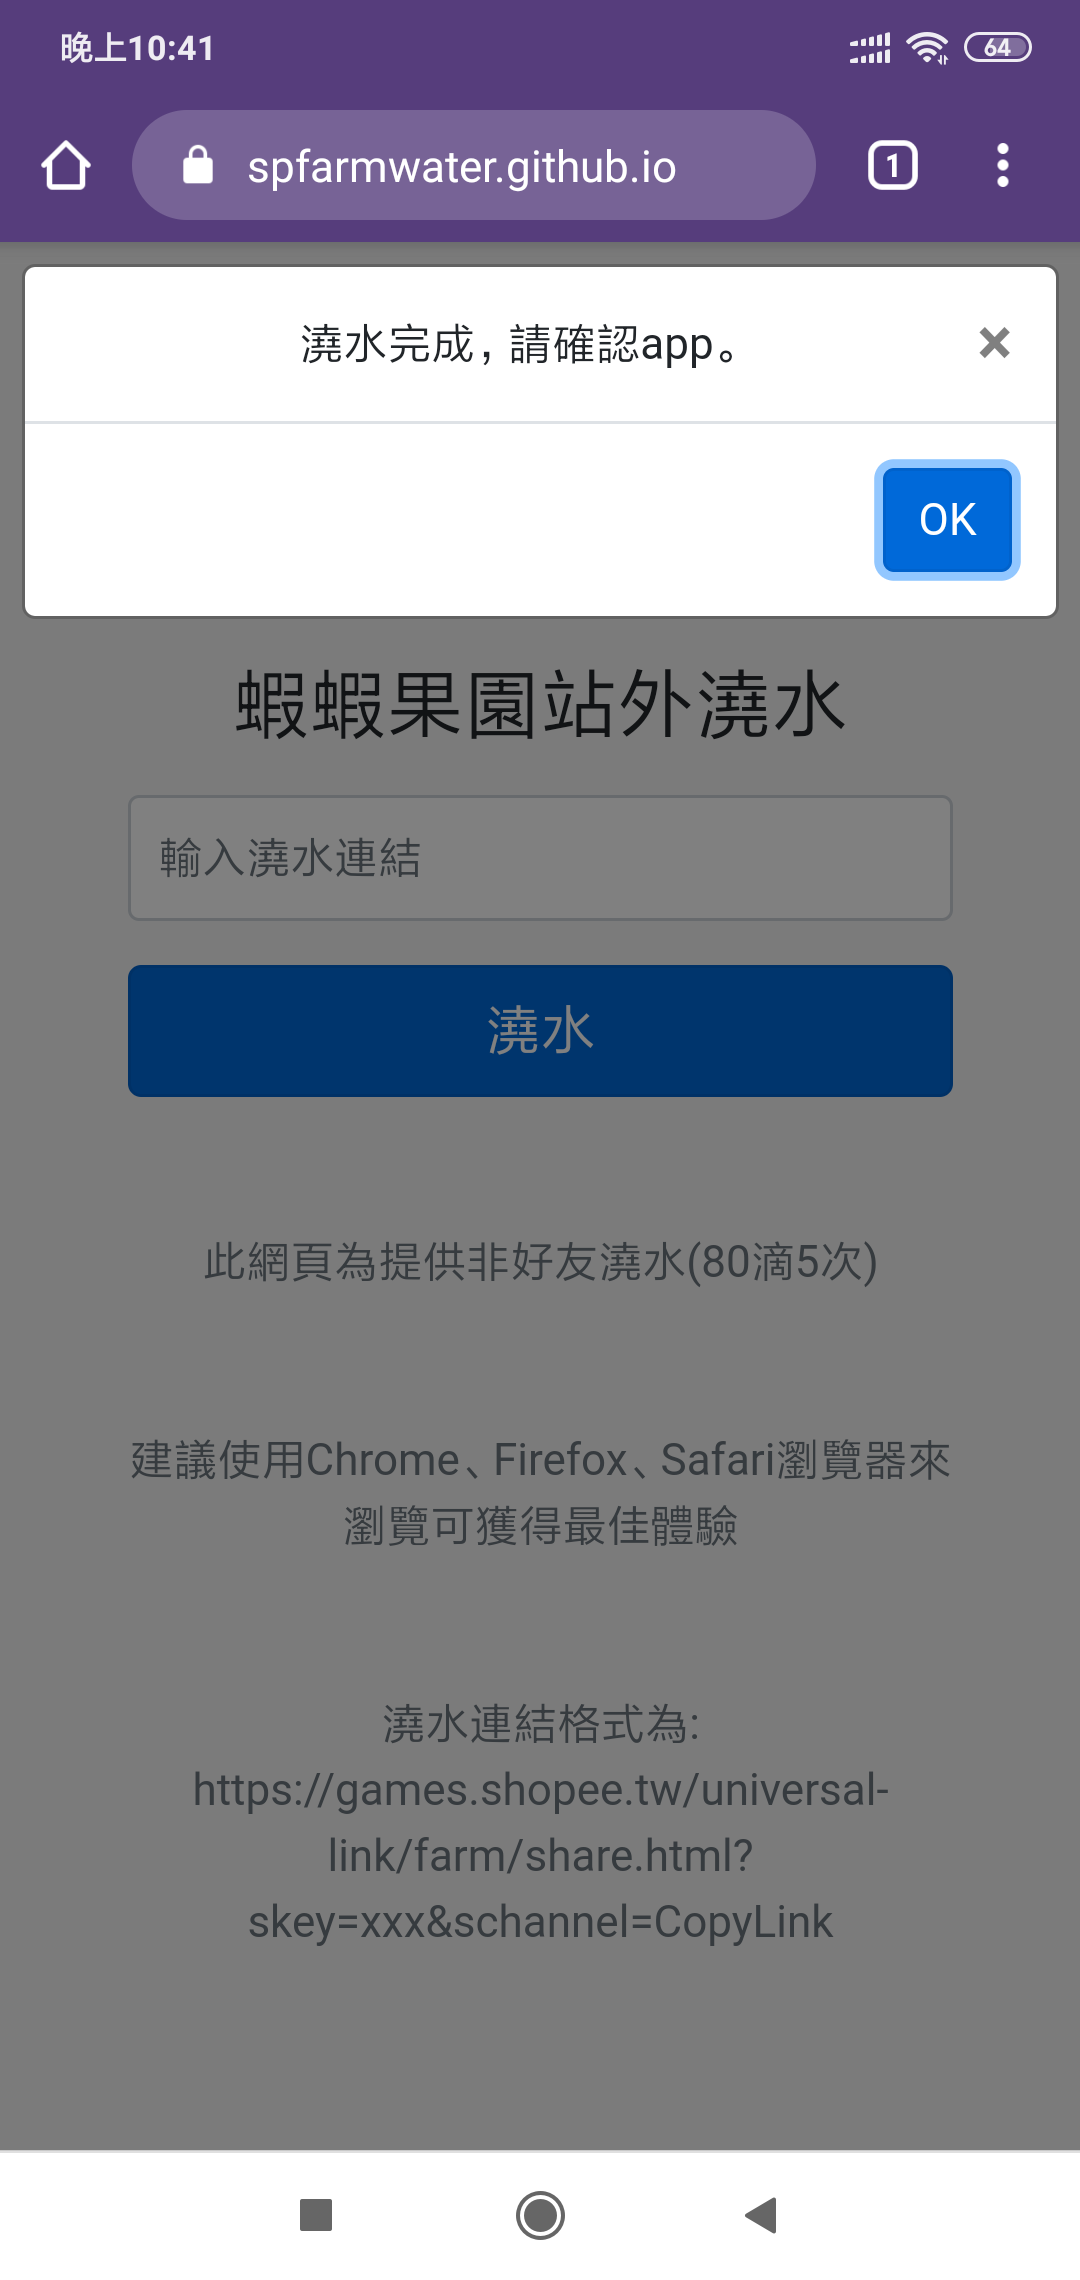 晚上10:41
64
spfarmwater.github.io
1
澆水完成，請確認app。
×
OK
蝦蝦果園站外澆水
輸入澆水連結
澆水
此網頁為提供非好友澆水(80滴5次)
建議使用Chrome、Firefox、Safari瀏覽器來
瀏覽可獲得最佳體驗
澆水連結格式為:
https://games.shopee.tw/universal-
link/farm/share.html?
skey=xxx&schannel=CopyLink